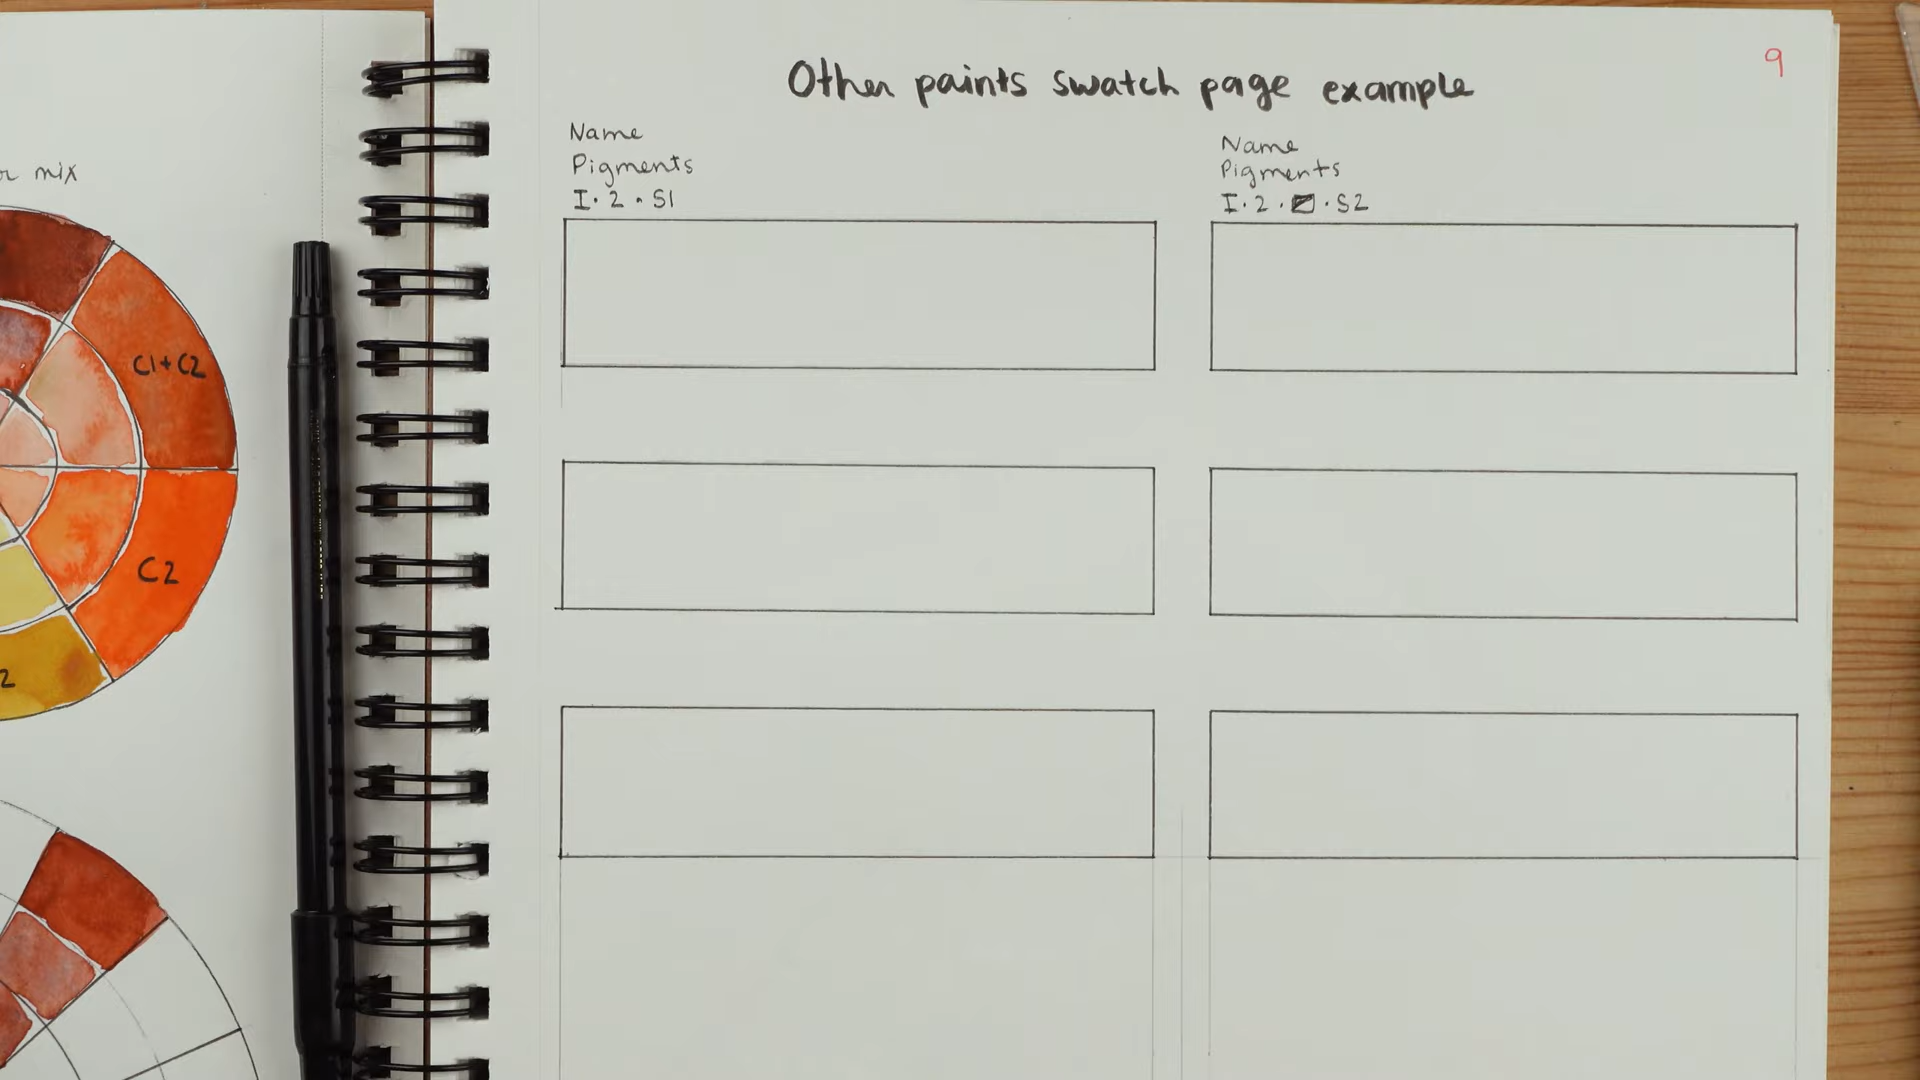 Other paints swatch page example
9
Name
Pigments
I. 2 . S1
Name
Pigments
I. 2 . . S2
mix
C1+C2
C2
2